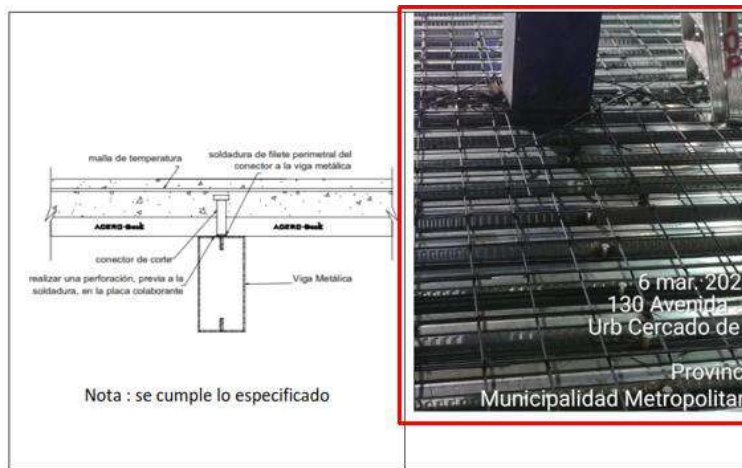 malla de temperatura
soldadura de filete perimetral del
conector a la viga metálica
ACERO-Deck
ACERO-Deck
conector de corte
realizar una perforación, previa a la
soldadura, en la placa colaborante
Viga Metálica
Nota : se cumple lo especificado
TOP
6 mar. 202
130 Avenida
Urb Cercado de
Provinc
Municipalidad Metropolitan